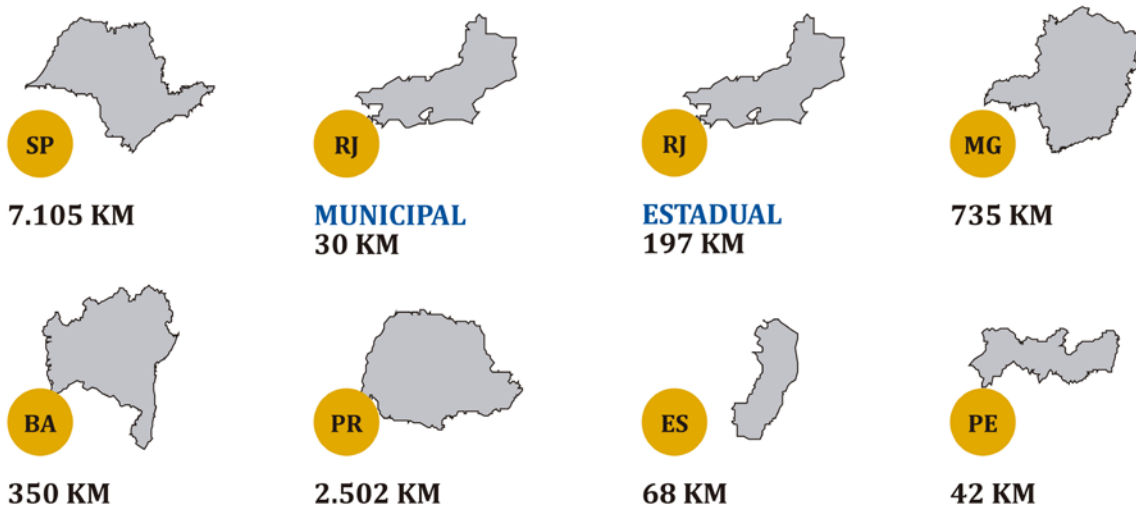 SP
RJ
RJ
MG
7.105 KM
MUNICIPAL
30 KM
ESTADUAL
197 KM
735 KM
BA
PR
ES
PE
350 KM
2.502 KM
68 KM
42 KM